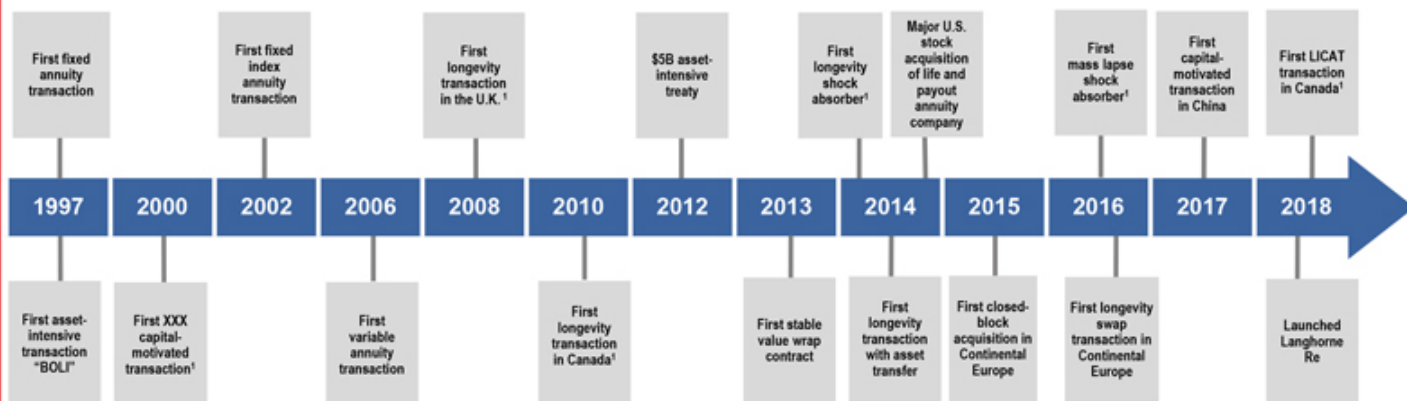 First fixed
annuity
transaction
First fixed
index
annuity
transaction
First
longevity
transaction
in the U.K. ¹
$5B asset-
intensive
treaty
First
longevity
shock
absorber¹
Major U.S.
stock
acquisition
of life and
payout
annuity
company
First
mass lapse
shock
absorber¹
First
capital-
motivated
transaction
in China
First LICAT
transaction
in Canada¹
1997 2000 2002 2006 2008 2010 2012 2013 2014 2015 2016 2017 2018
First asset-
intensive
transaction
"BOLI"
First XXX
capital-
motivated
transaction¹
First
variable
annuity
transaction
First
longevity
transaction
in Canada¹
First stable
value wrap
contract
First
longevity
transaction
with asset
transfer
First closed-
block
acquisition in
Continental
Europe
First longevity
swap
transaction in
Continental
Europe
Launched
Langhorne
Re